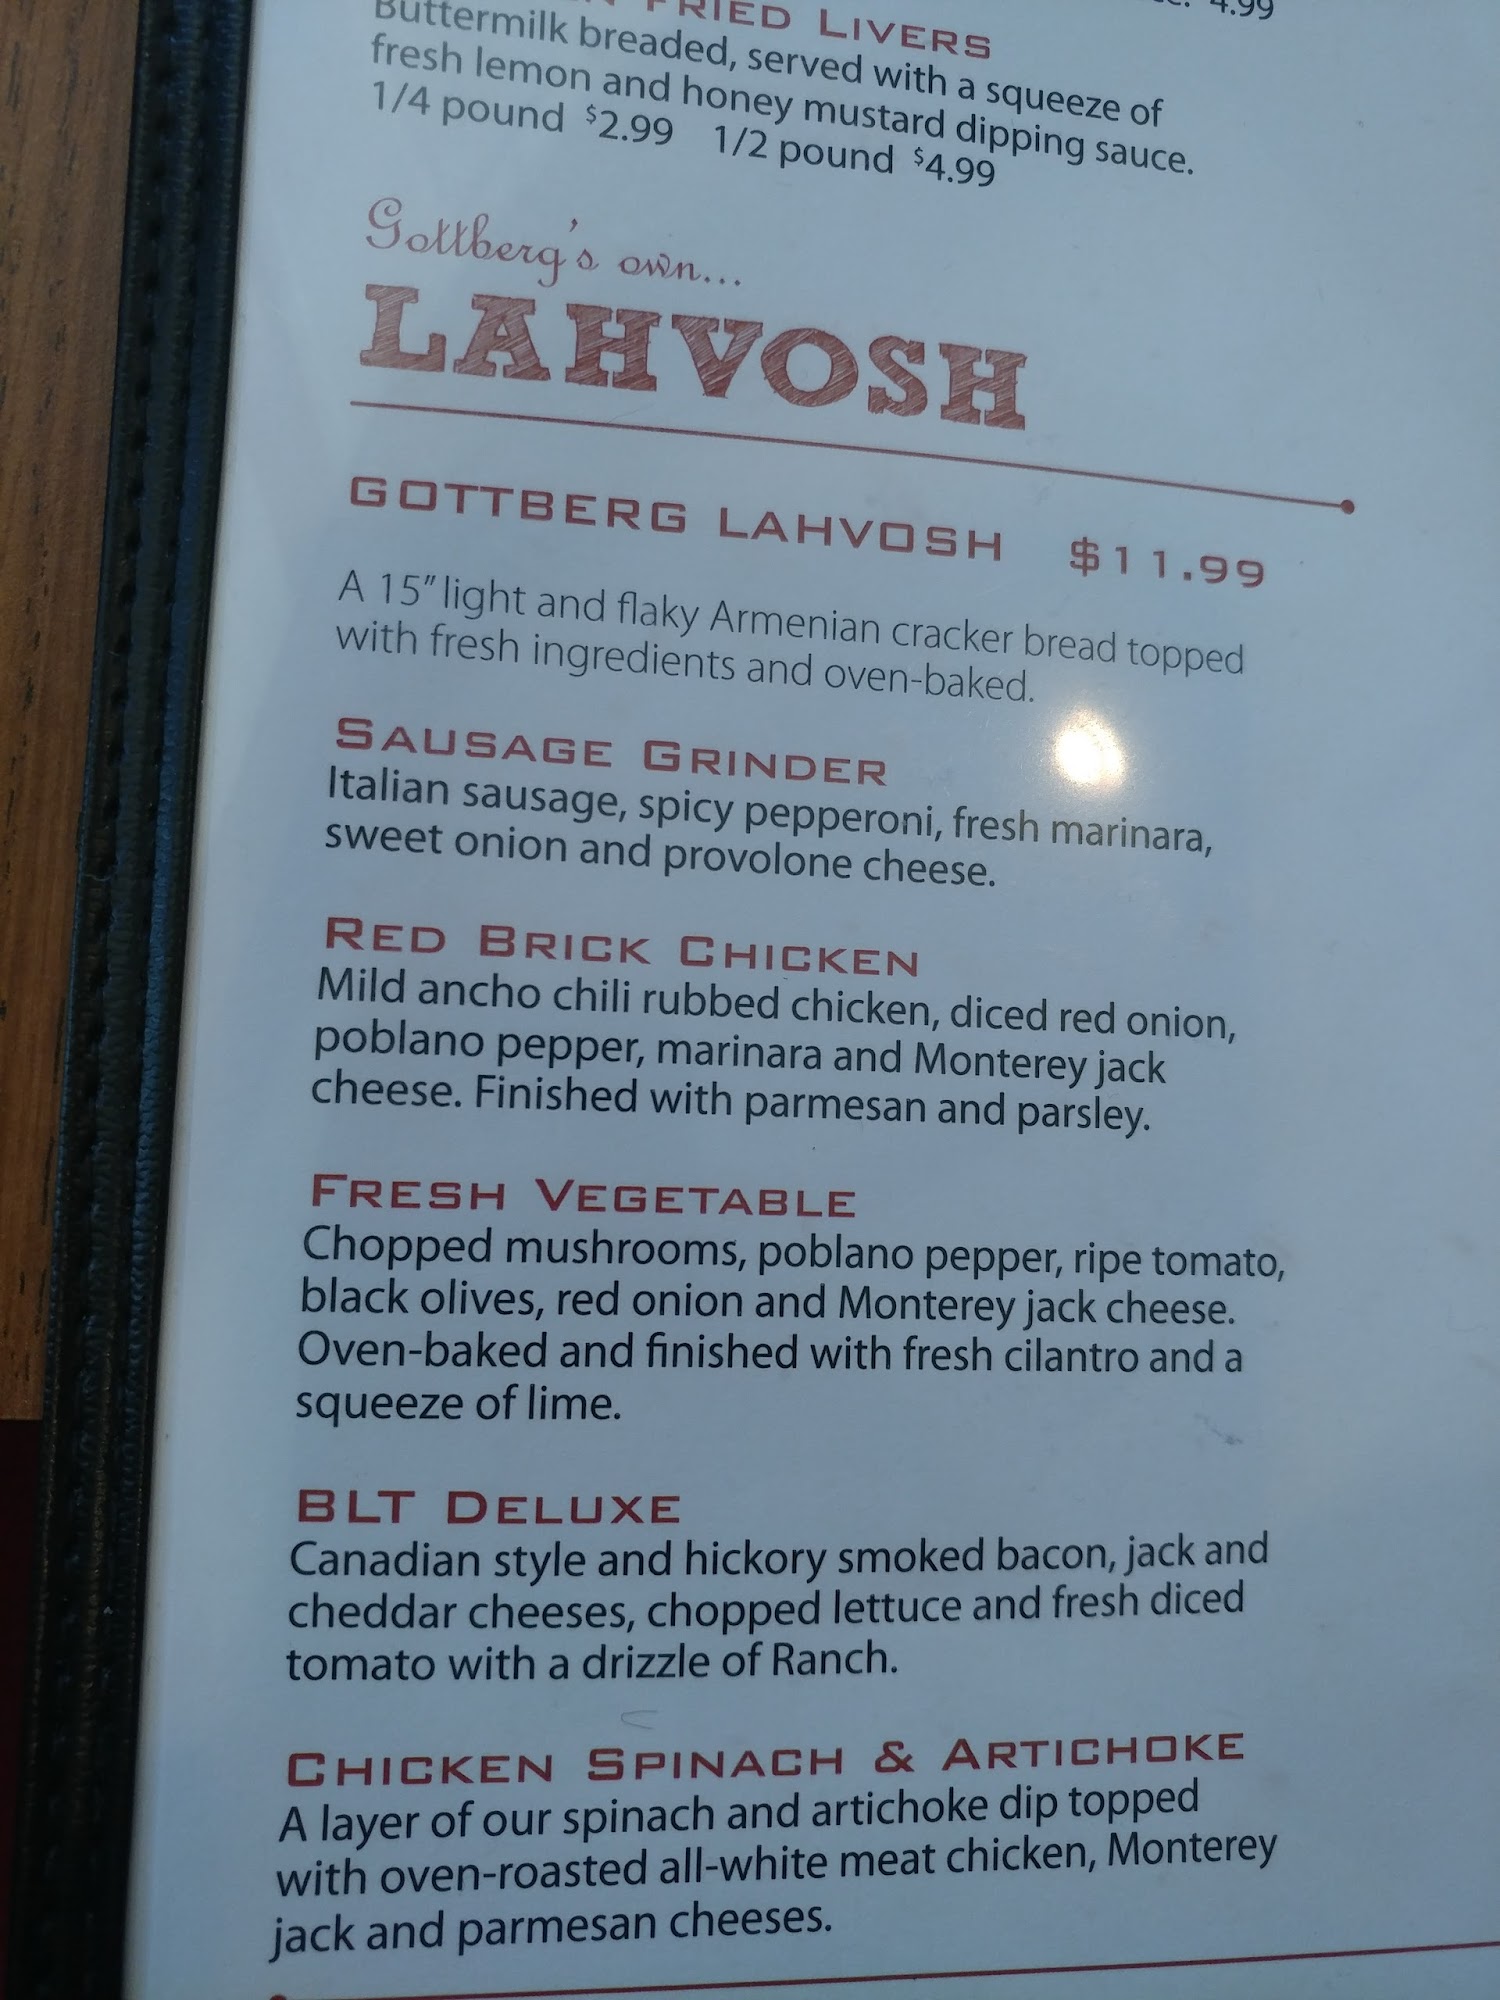 4.99
FRIED LIVERS
Buttermilk breaded, served with a squeeze of
fresh lemon and honey mustard dipping sauce.
1/4 pound $2.99 1/2 pound $4.99
Gottberg's own...
LAHVOSH
GOTTBERG LAHVOSH $11.99
A 15" light and flaky Armenian cracker bread topped
with fresh ingredients and oven-baked.
SAUSAGE GRINDER
Italian sausage, spicy pepperoni, fresh marinara,
sweet onion and provolone cheese.
RED BRICK CHICKEN
Mild ancho chili rubbed chicken, diced red onion,
poblano pepper, marinara and Monterey jack
cheese. Finished with parmesan and parsley.
FRESH VEGETABLE
Chopped mushrooms, poblano pepper, ripe tomato,
black olives, red onion and Monterey jack cheese.
Oven-baked and finished with fresh cilantro and a
squeeze of lime.
BLT DELUXE
Canadian style and hickory smoked bacon, jack and
cheddar cheeses, chopped lettuce and fresh diced
tomato with a drizzle of Ranch.
CHICKEN SPINACH & ARTICHOKE
A layer of our spinach and artichoke dip topped
with oven-roasted all-white meat chicken, Monterey
jack and parmesan cheeses.